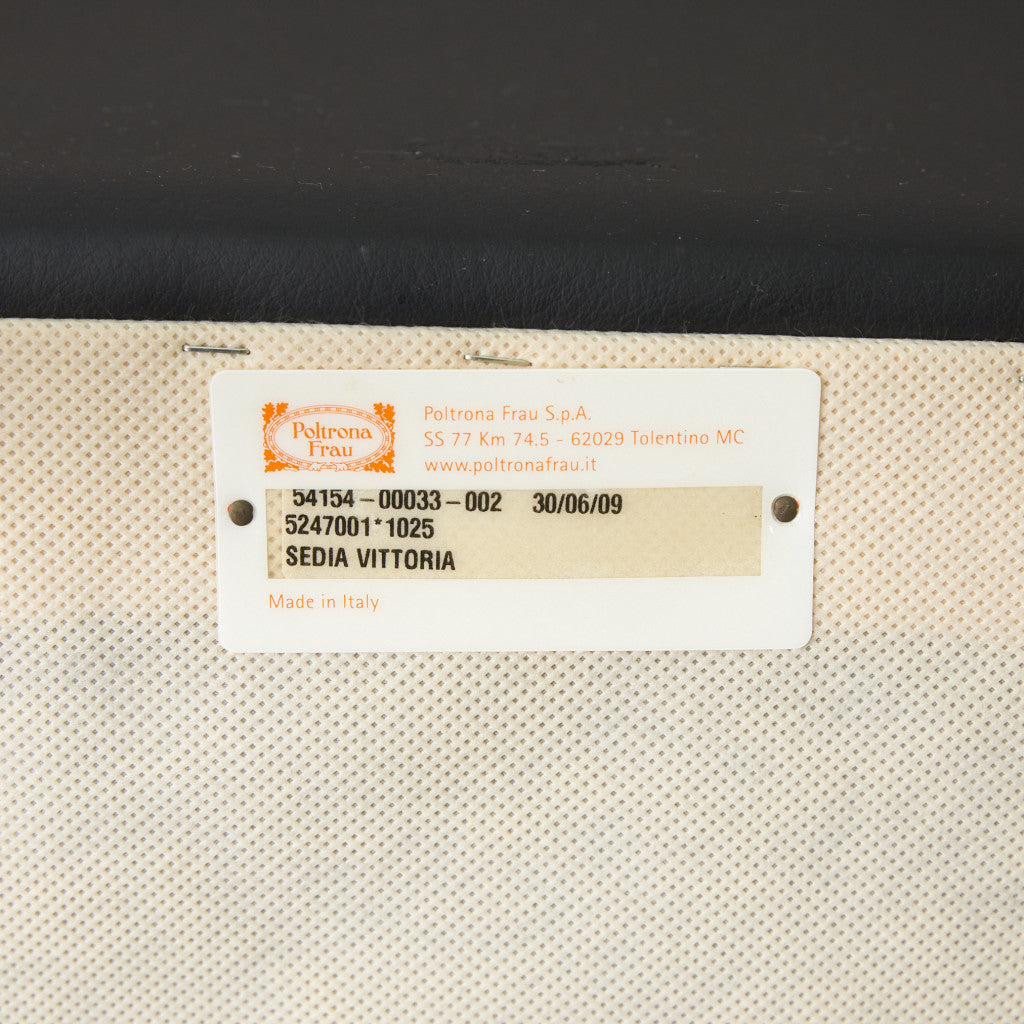 Poltrona
Frau
Poltrona Frau S.p.A.
SS 77 Km 74.5 - 62029 Tolentino MC
www.poltronafrau.it
54154-00033-002 30/06/09
5247001*1025
SEDIA VITTORIA
Made in Italy